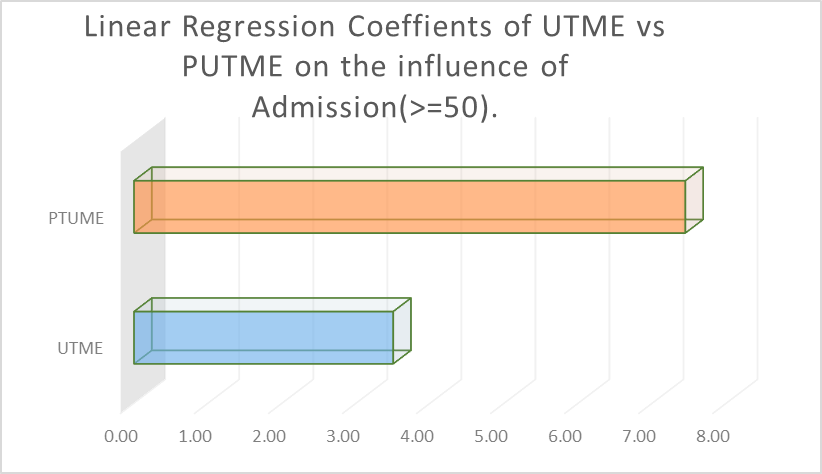 Linear Regression Coeffients of UTME vs
PUTME on the influence of
Admission(>=50).
PTUME
UTME
0.00 1.00 2.00 3.00 4.00 5.00 6.00 7.00 8.00